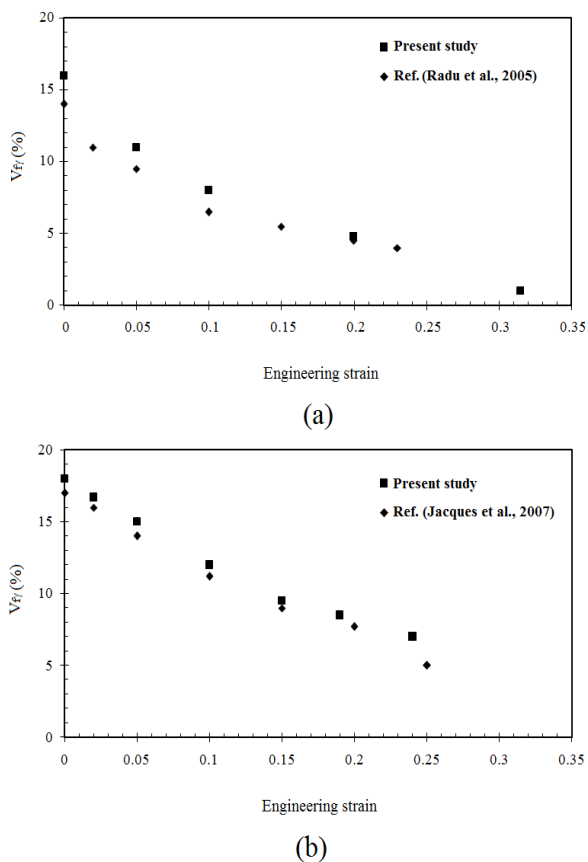 20
Present study
Ref. (Radu et al., 2005)
15
Vfγ (%)
10
5
0
0 0.05 0.1 0.15 0.2 0.25 0.3 0.35
Engineering strain
(a)
20
Present study
Ref. (Jacques et al., 2007)
15
Vfγ (%)
10
5
0
0 0.05 0.1 0.15 0.2 0.25 0.3 0.35
Engineering strain
(b)